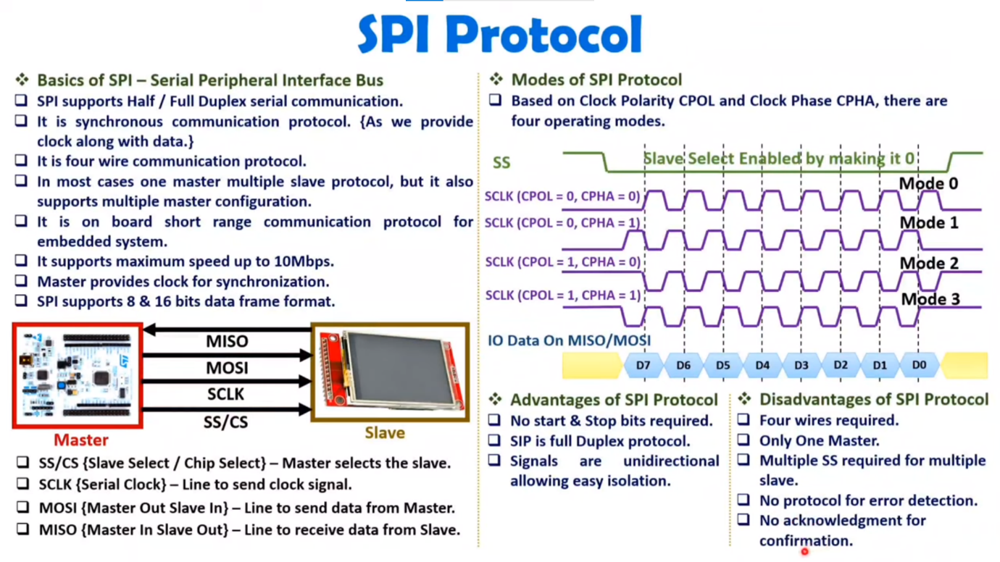 SPI Protocol
❖ Basics of SPI – Serial Peripheral Interface Bus
❑ SPI supports Half / Full Duplex serial communication.
❑ It is synchronous communication protocol. {As we provide
clock along with data.}
❑ It is four wire communication protocol.
❑ In most cases one master multiple slave protocol, but it also
supports multiple master configuration.
❑ It is on board short range communication protocol for
embedded system.
❑ It supports maximum speed up to 10Mbps.
❑ Master provides clock for synchronization.
❑ SPI supports 8 & 16 bits data frame format.
MISO
MOSI
SCLK
SS/CS
Master
Slave
❑ SS/CS {Slave Select / Chip Select} – Master selects the slave.
❑ SCLK {Serial Clock} – Line to send clock signal.
❑ MOSI {Master Out Slave In} – Line to send data from Master.
❑ MISO {Master In Slave Out} – Line to receive data from Slave.
❖ Modes of SPI Protocol
❑ Based on Clock Polarity CPOL and Clock Phase CPHA, there are
four operating modes.
SS
Slave Select Enabled by making it 0
Mode 0
SCLK (CPOL = 0, CPHA = 0)
SCLK (CPOL = 0, CPHA = 1)
Mode 1
SCLK (CPOL = 1, CPHA = 0)
Mode 2
SCLK (CPOL = 1, CPHA = 1)
Mode 3
IO Data On MISO/MOSI
D7 D6 D5 D4 D3 D2 D1 D0
❖ Advantages of SPI Protocol
❑ No start & Stop bits required.
❑ SIP is full Duplex protocol.
❑ Signals are unidirectional
allowing easy isolation.
❖ Disadvantages of SPI Protocol
❑ Four wires required.
❑ Only One Master.
❑ Multiple SS required for multiple
slave.
❑ No protocol for error detection.
❑ No acknowledgment for
confirmation.